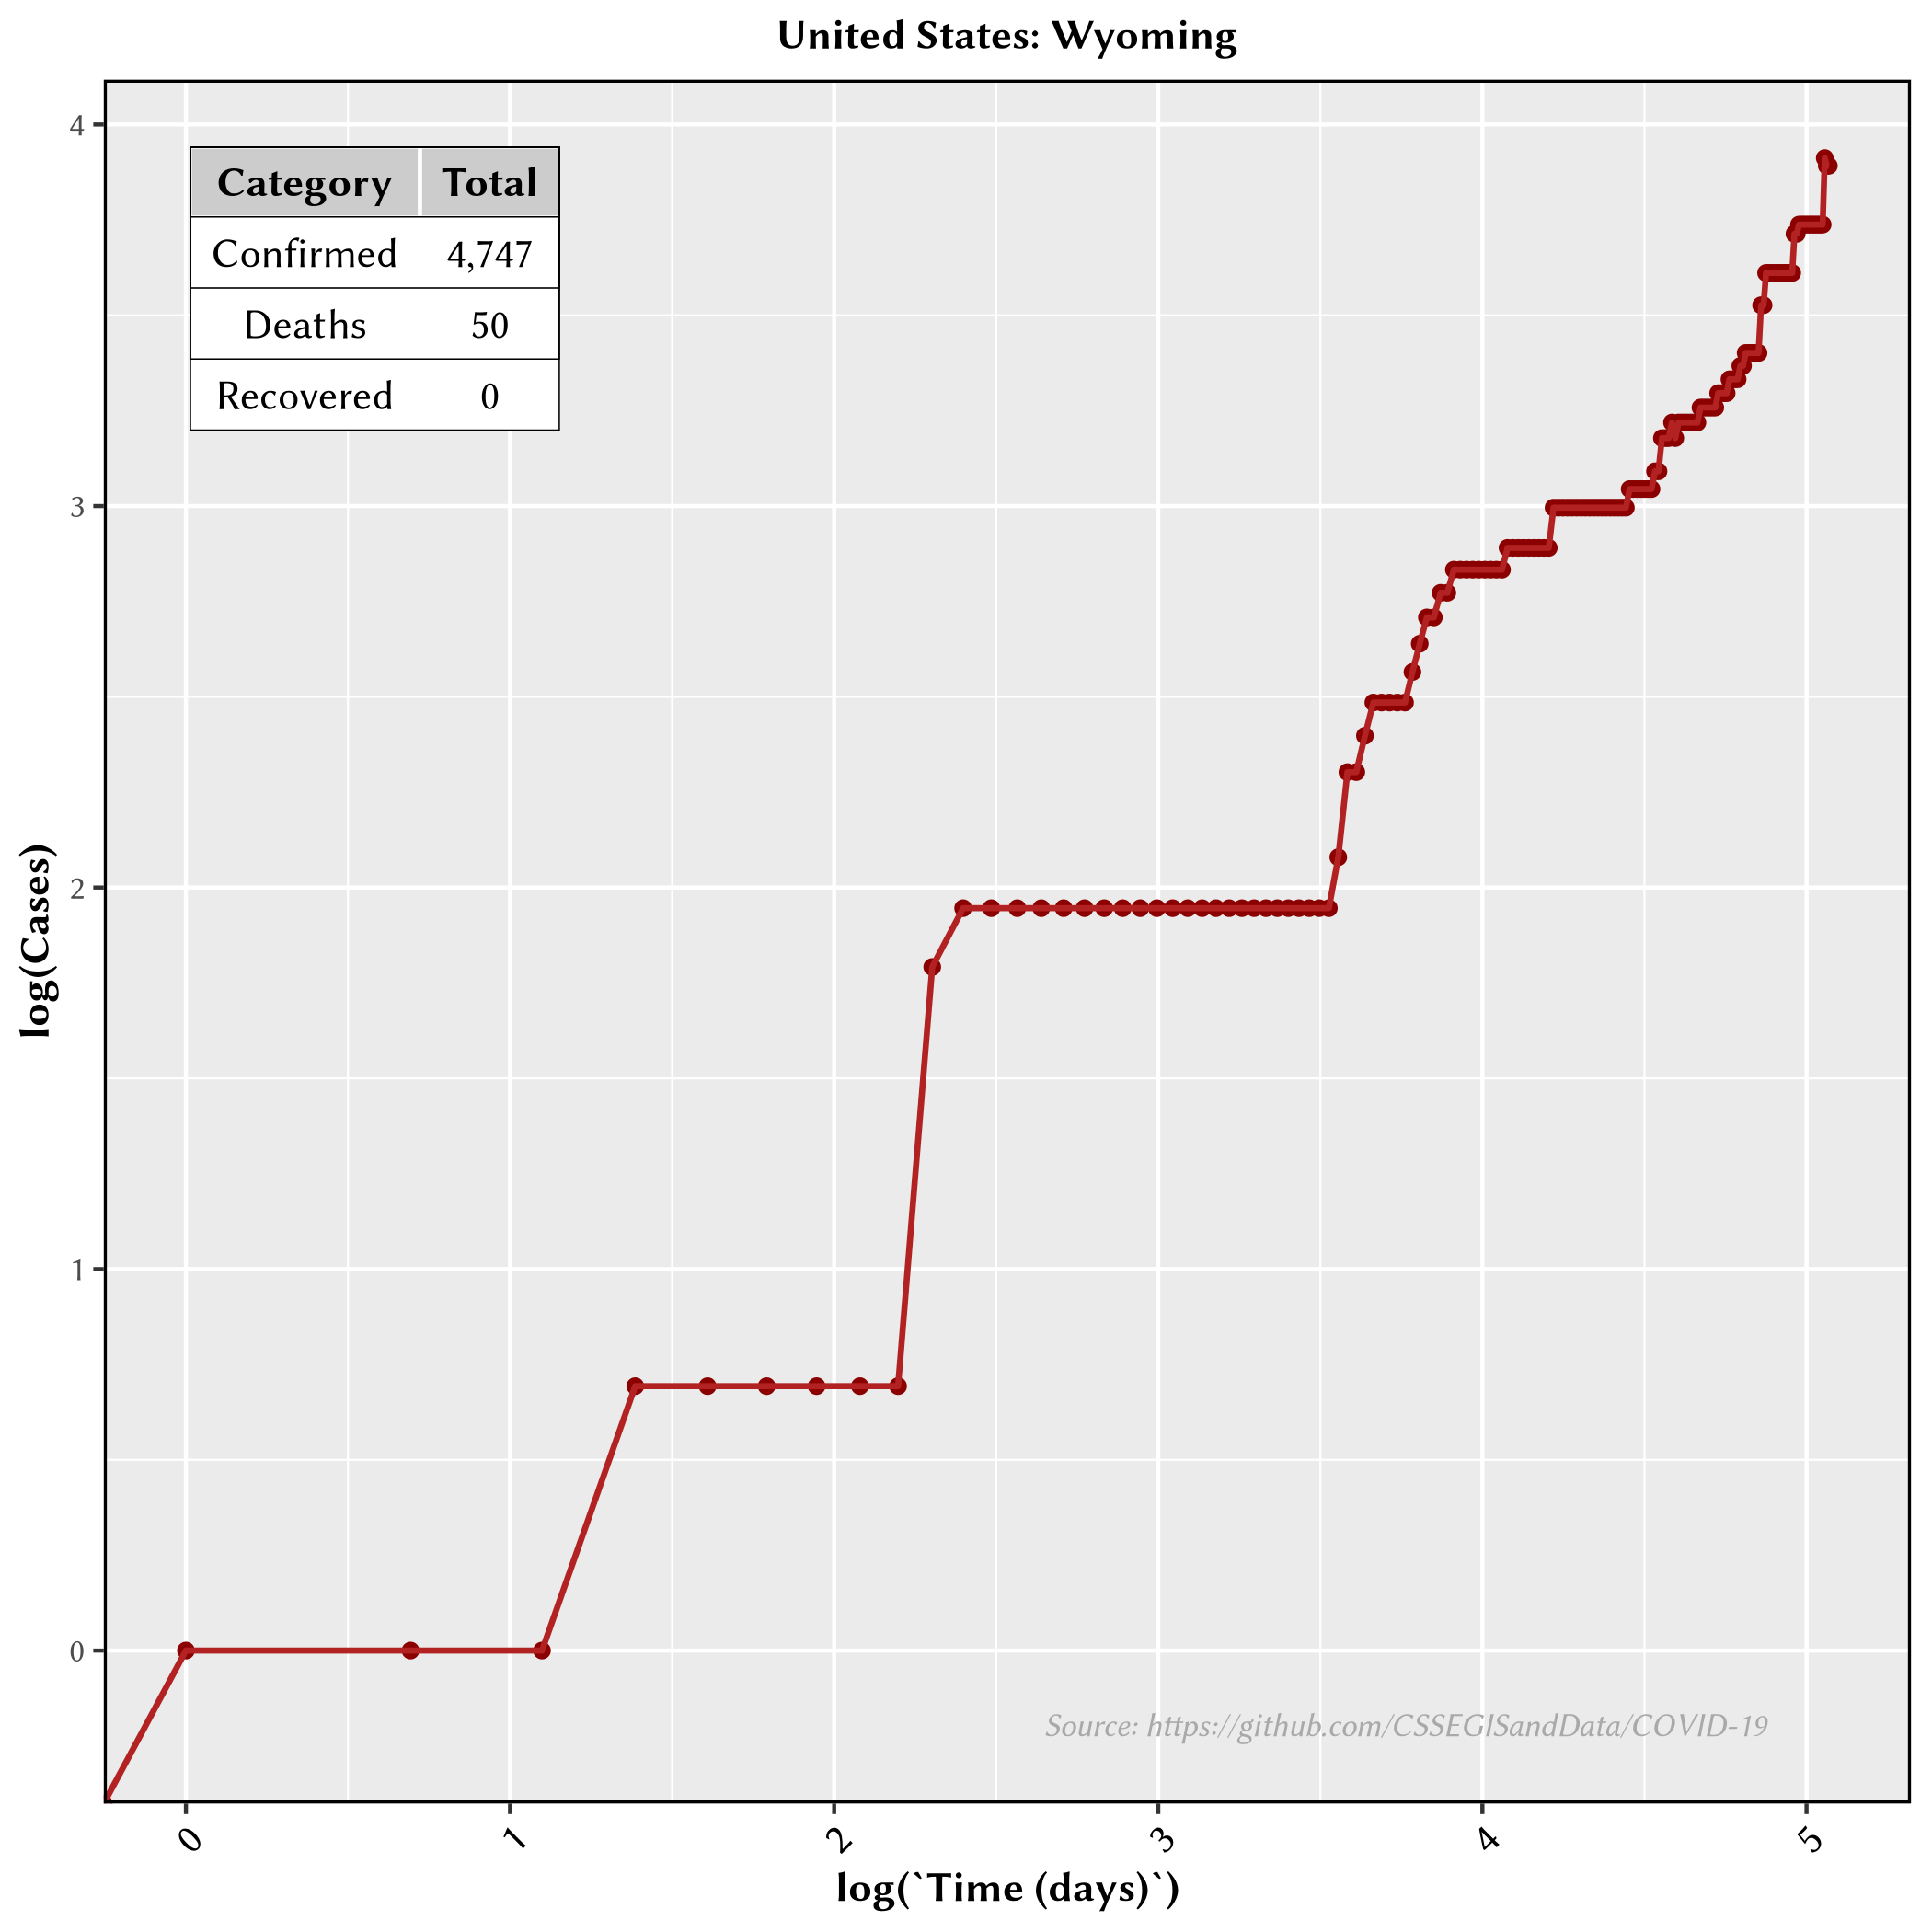 United States: Wyoming
4
Category Total
Confirmed 4,747
Deaths 50
Recovered 0
3
2
1
0
log(Cases)
Source: https://github.com/CSSEGISandData/COVID-19
0 1 2 3 4 5
log(`Time (days)`)